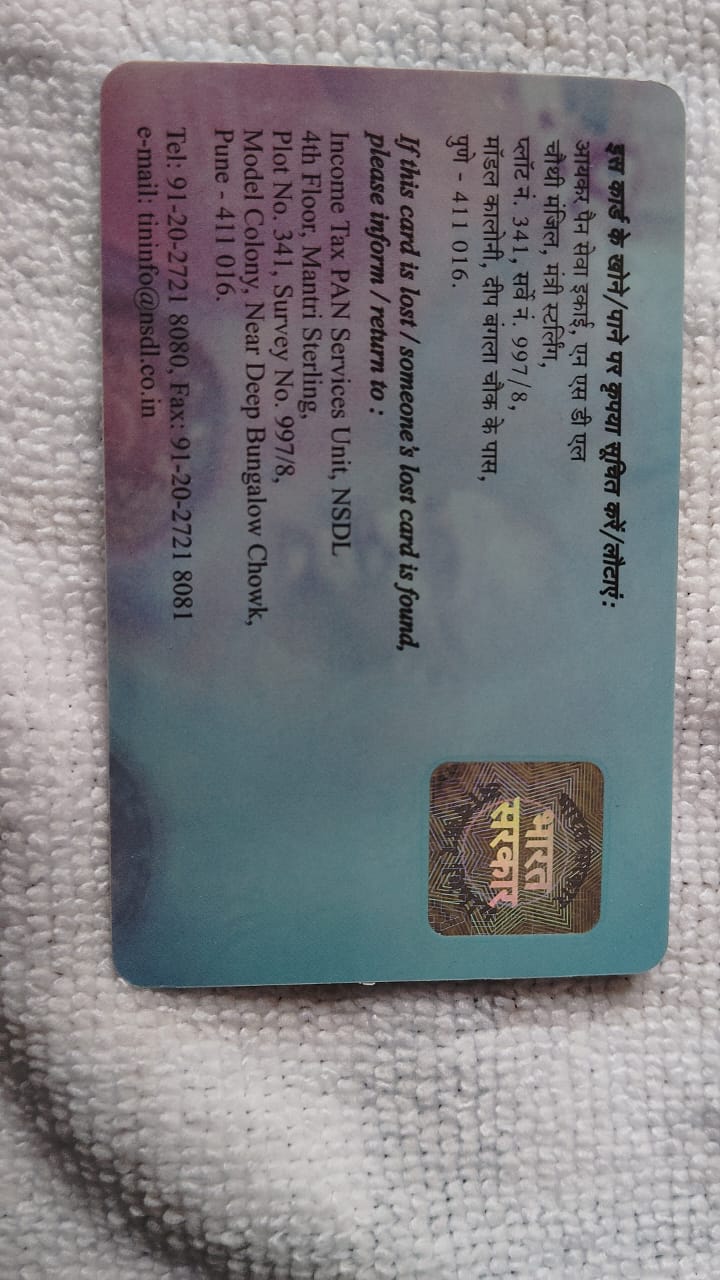 इस कार्ड के खोने/पाने पर कृपया सूचित करें/लौटाएं:
आयकर पैन सेवा इकाई, एन एस डी एल
चौथी मंजिल, मंत्री स्टर्लिंग,
प्लॉट नं. 341, सर्वे नं. 997/8,
मॉडल कालोनी, दीप बंगला चौक के पास,
पुणे - 411 016.
If this card is lost / someone's lost card is found,
please inform / return to :
Income Tax PAN Services Unit, NSDL
4th Floor, Mantri Sterling,
Plot No. 341, Survey No. 997/8,
Model Colony, Near Deep Bungalow Chowk,
Pune - 411 016.
Tel: 91-20-2721 8080, Fax: 91-20-2721 8081
e-mail: tininfo@nsdl.co.in
भारत
सरकार